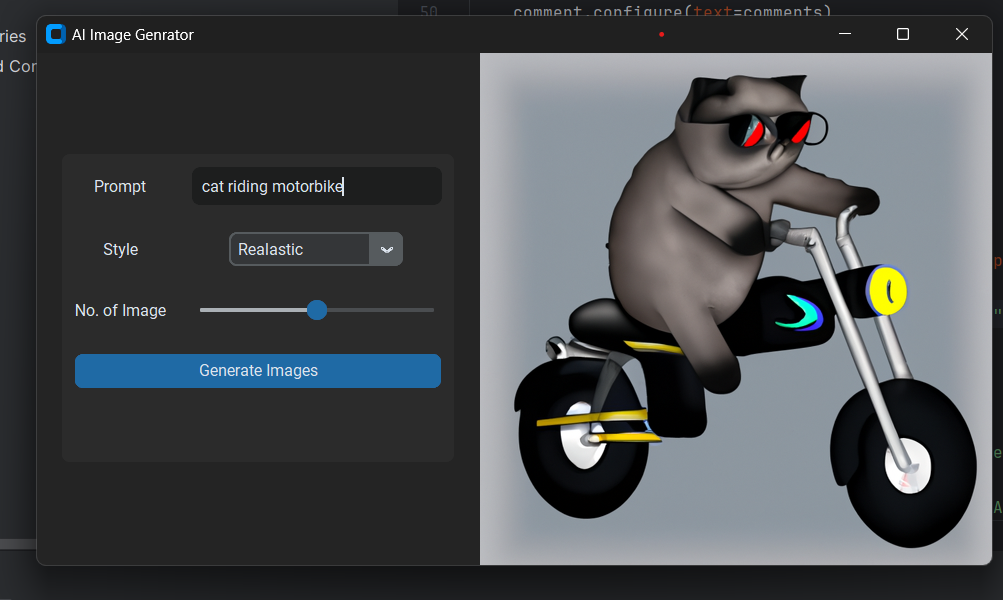 50
comment.configure(text=comments)
ries
d Cor
AI Image Genrator
Prompt
cat riding motorbike
Style
Realastic
No. of Image
Generate Images
p
"
e
A